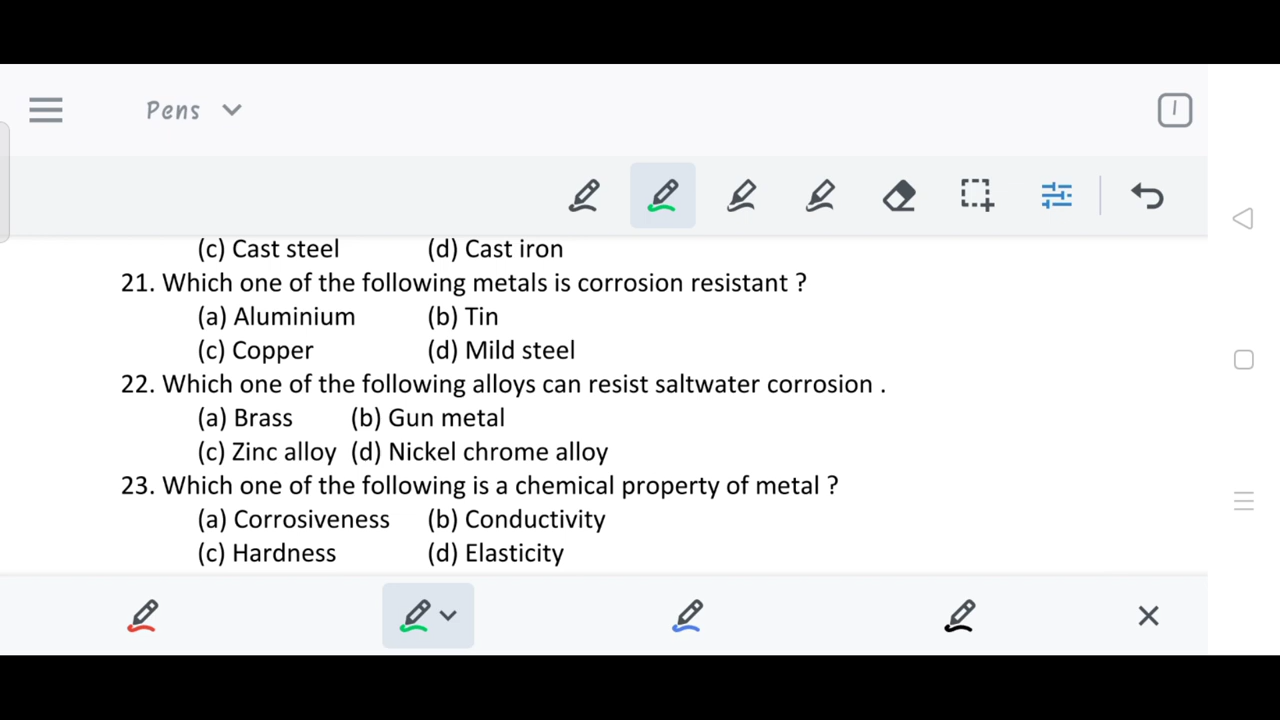 Pens
(c) Cast steel (d) Cast iron
21. Which one of the following metals is corrosion resistant ?
(a) Aluminium (b) Tin
(c) Copper (d) Mild steel
22. Which one of the following alloys can resist saltwater corrosion .
(a) Brass (b) Gun metal
(c) Zinc alloy (d) Nickel chrome alloy
23. Which one of the following is a chemical property of metal ?
(a) Corrosiveness (b) Conductivity
(c) Hardness (d) Elasticity